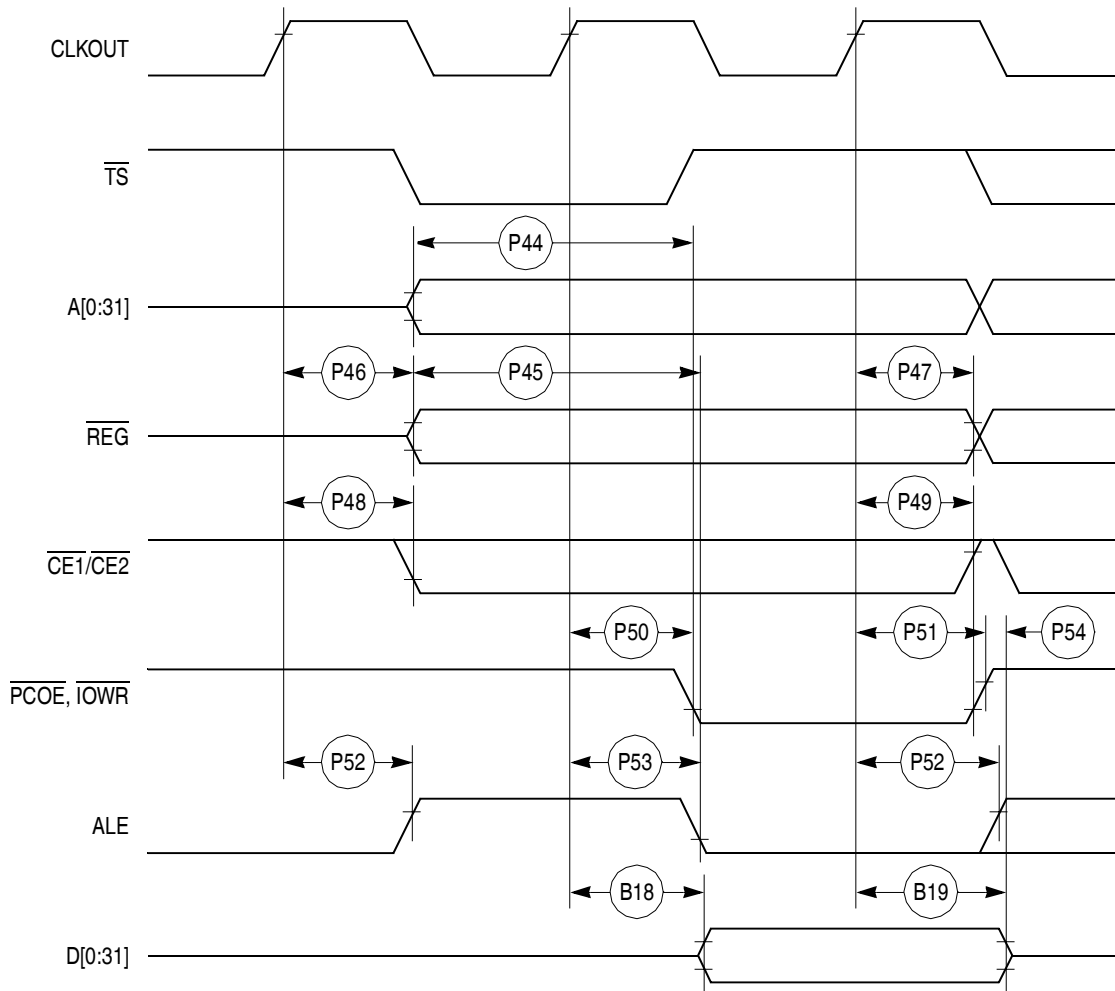 CLKOUT
TS
P44
A[0:31]
P46 P45 P47
REG
P48 P49
CE1/CE2
P50 P51 P54
PCOE, IOWR
P52 P53 P52
ALE
B18 B19
D[0:31]